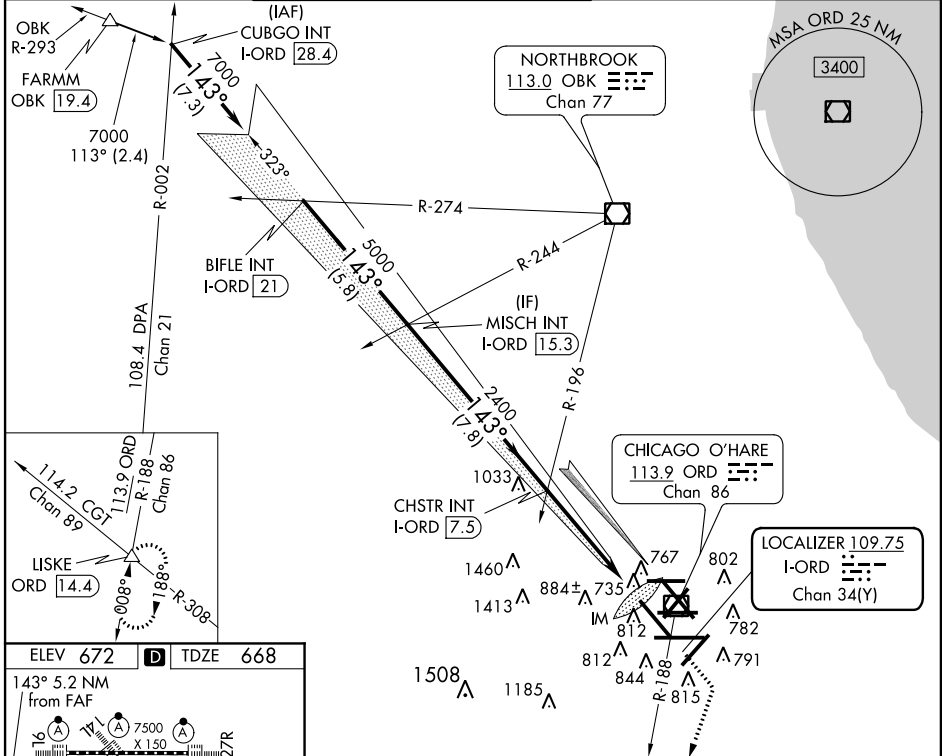 OBK
R-293
(IAF)
CUBGO INT
I-ORD 28.4
FARMM
OBK 19.4
7000
143°
(7.3)
7000
113° (2.4)
NORTHBROOK
113.0 OBK
Chan 77
MSA ORD 25 NM
3400
323°
R-002
R-274
BIFLE INT
I-ORD 21
5000
143°
(5.8)
R-244
(IF)
MISCH INT
I-ORD 15.3
108.4 DPA
Chan 21
R-196
2400
143°
(7.8)
1033
CHSTR INT
I-ORD 7.5
CHICAGO O'HARE
113.9 ORD
Chan 86
113.9 ORD
R-188
Chan 86
114.2 CGT
Chan 89
LISKE
ORD 14.4
008°
188°
R-308
LOCALIZER 109.75
I-ORD
Chan 34(Y)
767
802
1460
735
884±
1413
IM
812
782
812
844
791
815
R-188
1508
1185
ELEV 672 D TDZE 668
143° 5.2 NM
from FAF
A
A
A
7500
X 150
9L
14L
27R